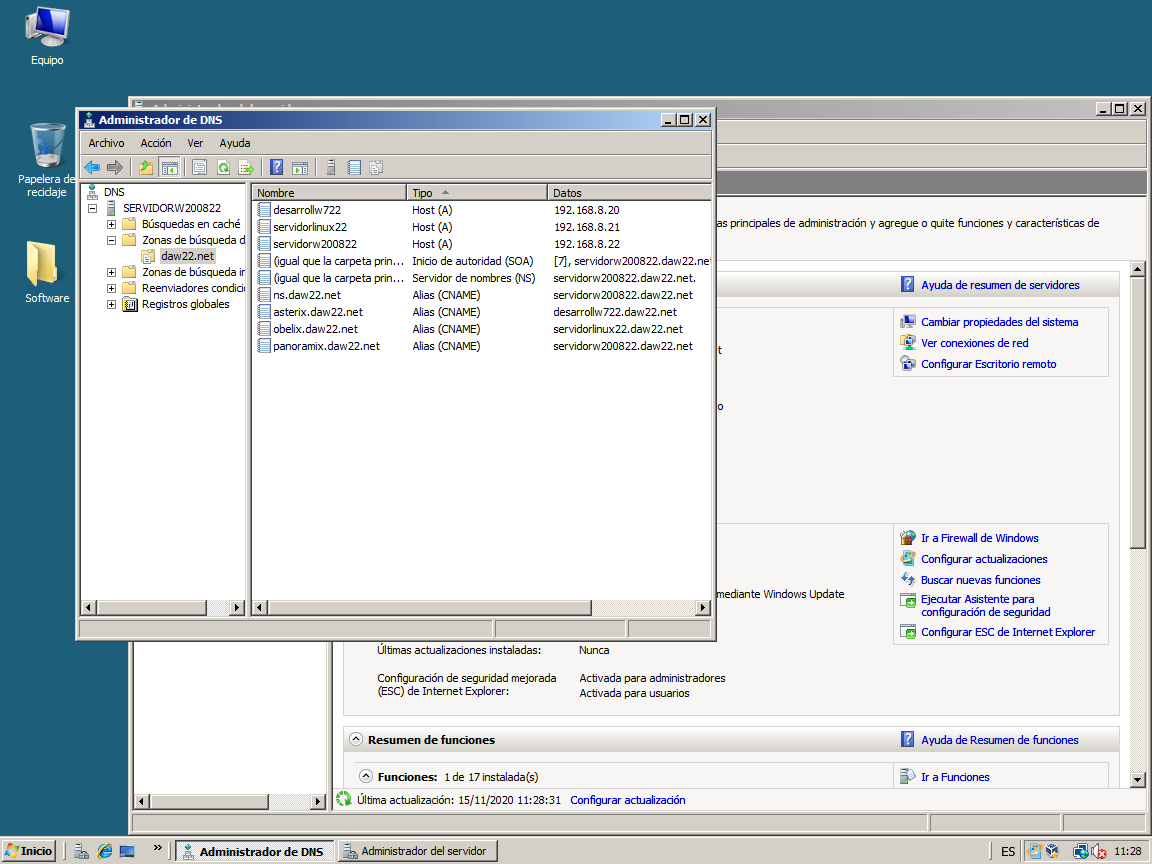 Equipo
Papelera de
reciclaje
Software
Administrador de DNS
Archivo Acción Ver Ayuda
DNS
SERVIDORW200822
Búsquedas en caché
Zonas de búsqueda d
daw22.net
Zonas de búsqueda in
Reenviadores condici
Registros globales
Nombre Tipo Datos
desarrollw722 Host (A) 192.168.8.20
servidorlinux22 Host (A) 192.168.8.21
servidorw200822 Host (A) 192.168.8.22
(igual que la carpeta prin... Inicio de autoridad (SOA) [7], servidorw200822.daw22.net
(igual que la carpeta prin... Servidor de nombres (NS) servidorw200822.daw22.net.
ns.daw22.net Alias (CNAME) servidorw200822.daw22.net
asterix.daw22.net Alias (CNAME) desarrollw722.daw22.net
obelix.daw22.net Alias (CNAME) servidorlinux22.daw22.net
panoramix.daw22.net Alias (CNAME) servidorw200822.daw22.net
as principales de administración y agregue o quite funciones y características de
Ayuda de resumen de servidores
Cambiar propiedades del sistema
Ver conexiones de red
Configurar Escritorio remoto
t
o
Ir a Firewall de Windows
Configurar actualizaciones
Buscar nuevas funciones
Ejecutar Asistente para
configuración de seguridad
Configurar ESC de Internet Explorer
mediante Windows Update
Últimas actualizaciones instaladas: Nunca
Configuración de seguridad mejorada Activada para administradores
(ESC) de Internet Explorer: Activada para usuarios
Resumen de funciones Ayuda de Resumen de funciones
Funciones: 1 de 17 instalada(s) Ir a Funciones
Última actualización: 15/11/2020 11:28:31 Configurar actualización
Inicio » Administrador de DNS Administrador del servidor ES 11:28